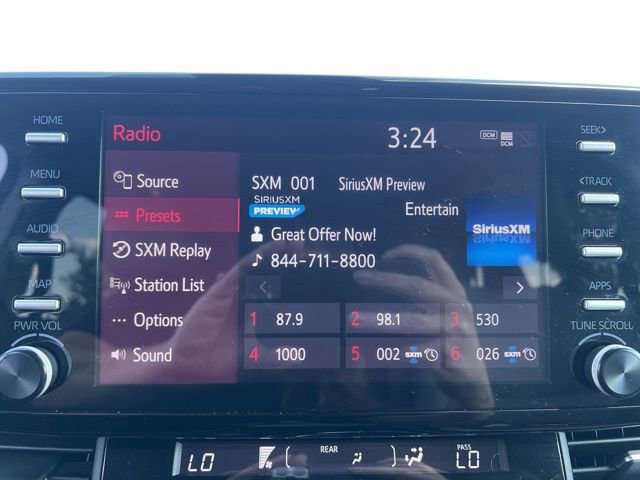 HOME
MENU
AUDIO
MAP
PWR VOL
Radio
3:24
DCM
DCM
Source
Presets
SXM Replay
Station List
Options
Sound
SXM 001 SiriusXM Preview
SIRIUSXM
PREVIEW
Entertain
Great Offer Now!
844-711-8800
SiriusXM
1 87.9
2 98.1
3 530
4 1000
5 002 sxm
6 026 sxm
SEEK>
<TRACK
PHONE
APPS
TUNE SCROLL
LO
REAR
PASS
LO